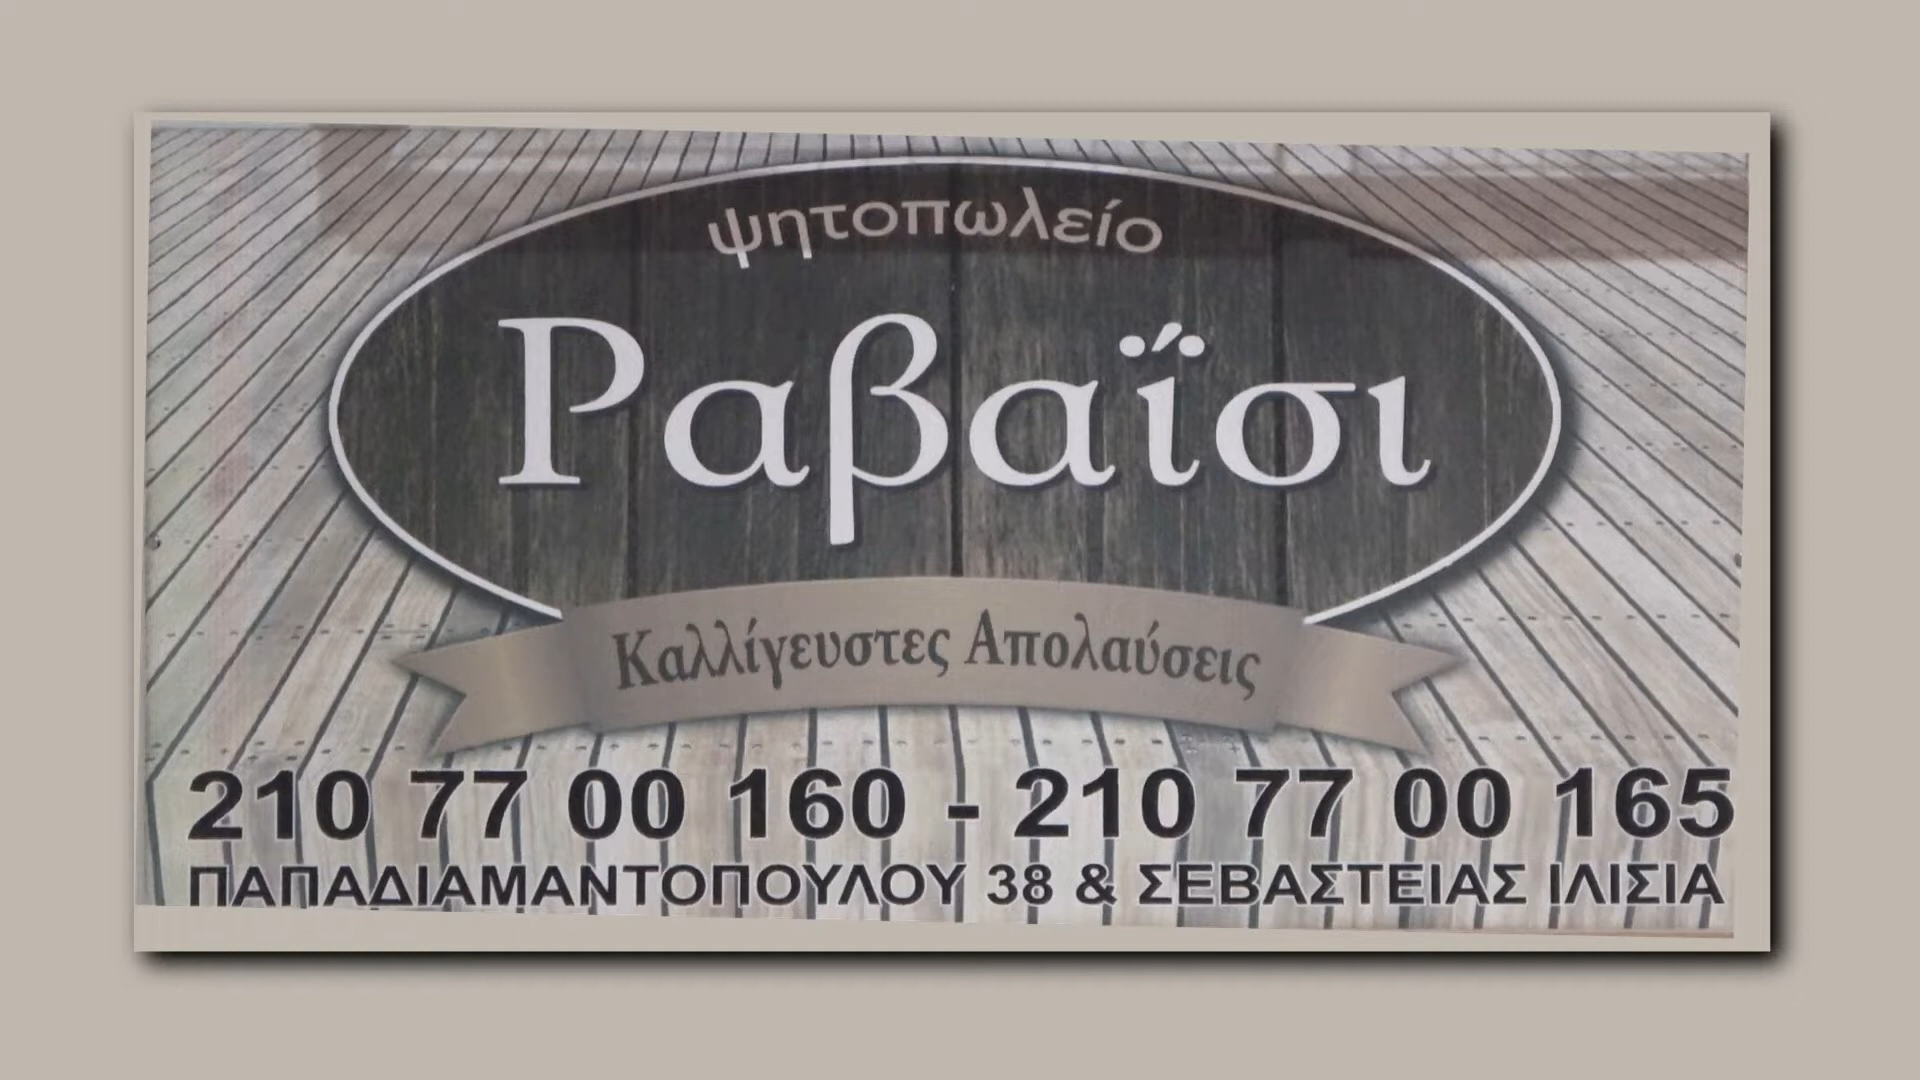 ψητοπωλείο
Ραβαΐσι
Καλλίγευστες Απολαύσεις
210 77 00 160 - 210 77 00 165
ΠΑΠΑΔΙΑΜΑΝΤΟΠΟΥΛΟΥ 38 & ΣΕΒΑΣΤΕΙΑΣ ΙΛΙΣΙΑ